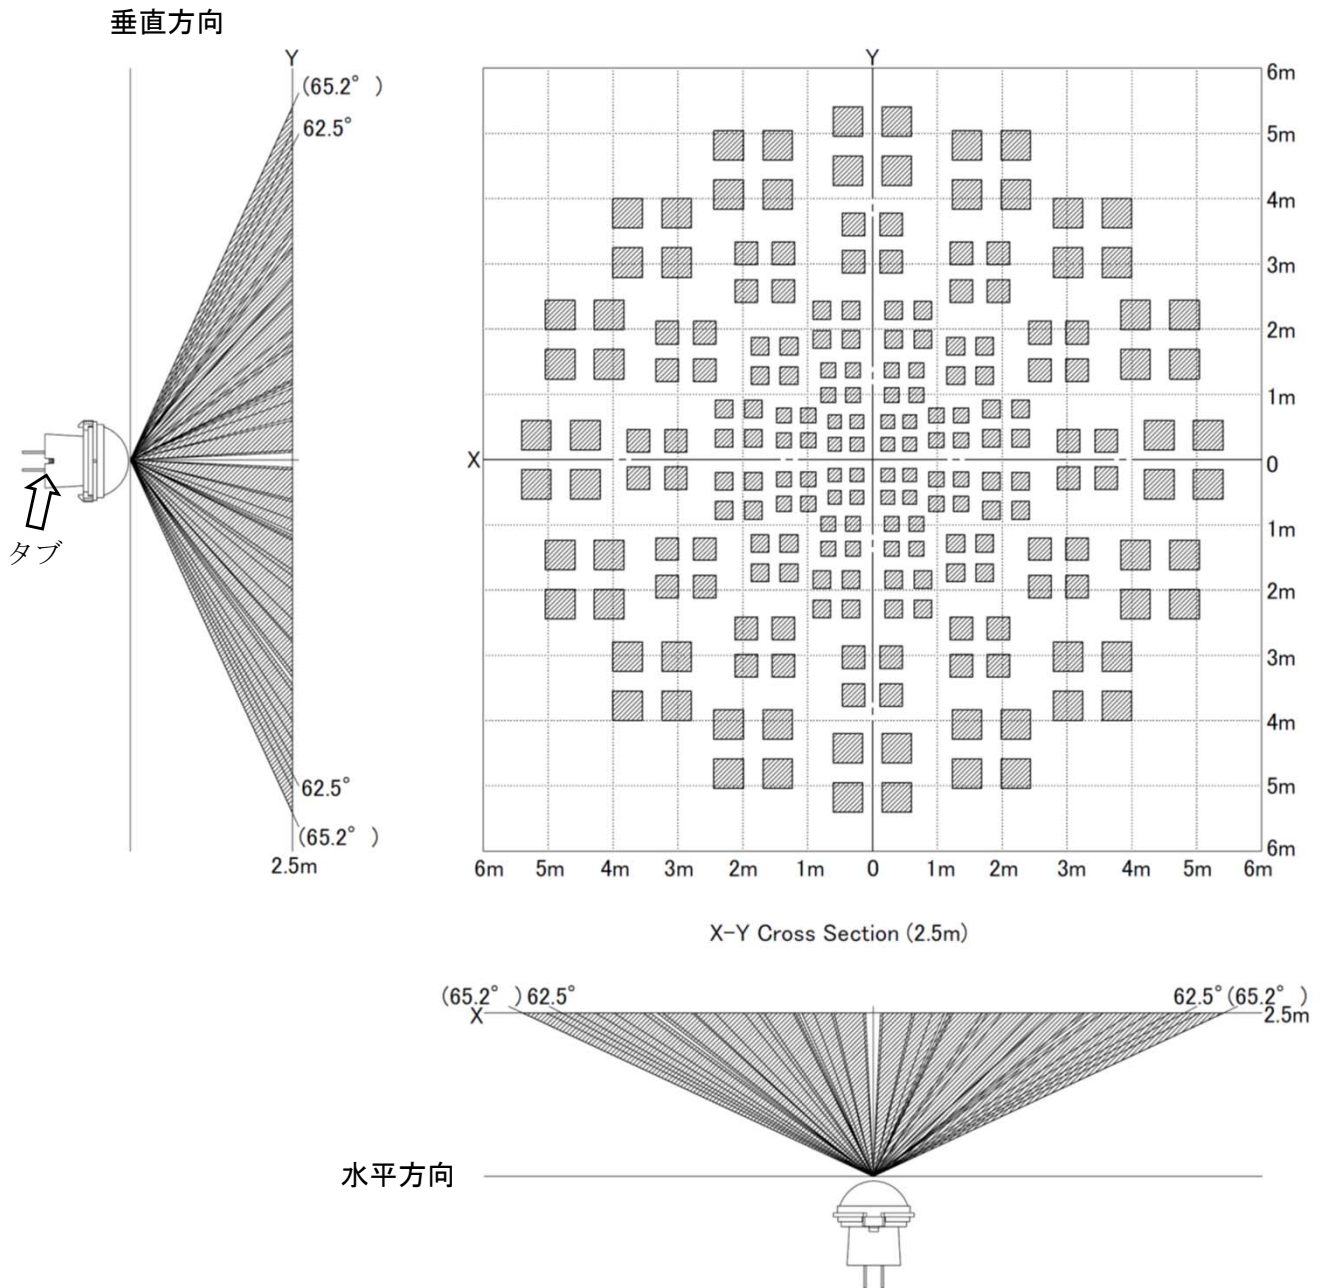 垂直方向
Y
(65.2° )
62.5°
タブ
62.5°
(65.2° )
2.5m
Y
6m
5m
4m
3m
2m
1m
X
0
1m
2m
3m
4m
5m
6m
6m 5m 4m 3m 2m 1m 0 1m 2m 3m 4m 5m 6m
X-Y Cross Section (2.5m)
(65.2° ) 62.5°
62.5° (65.2° )
X
2.5m
水平方向